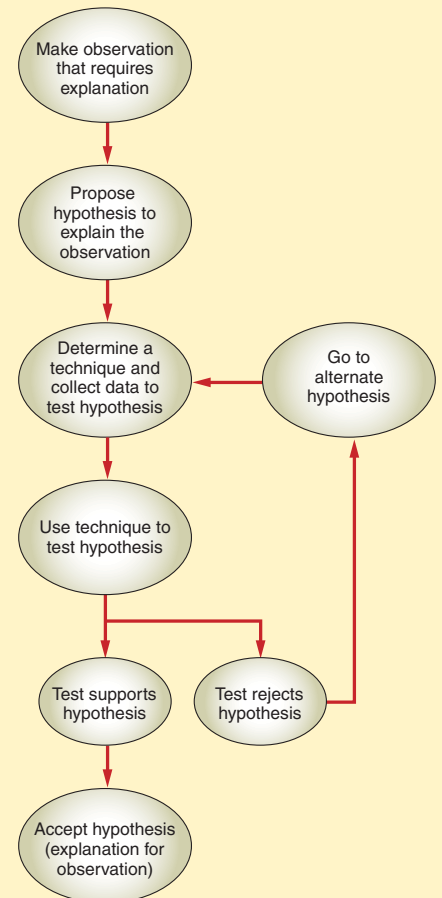 Make observation
that requires
explanation
Propose
hypothesis to
explain the
observation
Determine a
technique and
collect data to
test hypothesis
Go to
alternate
hypothesis
Use technique to
test hypothesis
Test supports
hypothesis
Test rejects
hypothesis
Accept hypothesis
(explanation for
observation)